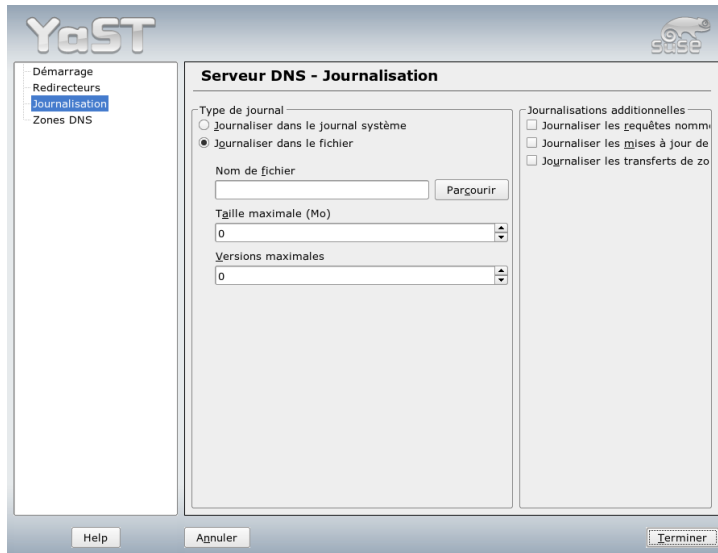 YaST
suse
Démarrage
Redirecteurs
Journalisation
Zones DNS
Serveur DNS - Journalisation
Type de journal
Journaliser dans le journal système
Journaliser dans le fichier
Nom de fichier
Parcourir
Taille maximale (Mo)
0
Versions maximales
0
Journalisations additionnelles
Journaliser les requêtes
Journaliser les mises à jour de
Journaliser les transferts de
Help
Annuler
Terminer